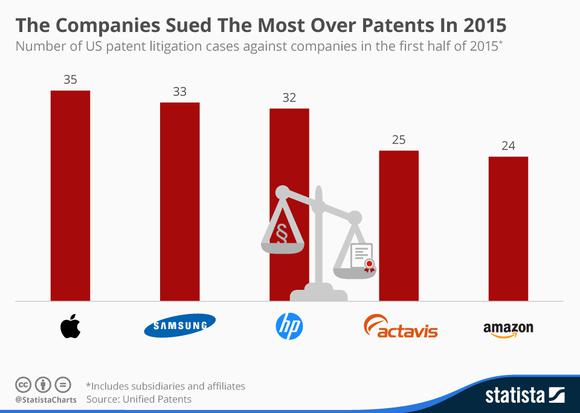 The Companies Sued The Most Over Patents In 2015
Number of US patent litigation cases against companies in the first half of 2015*
35
33
32
25
24
§
SAMSUNG
hp
actavis
amazon
cc
@StatistaCharts
*Includes subsidiaries and affiliates
Source: Unified Patents
statista